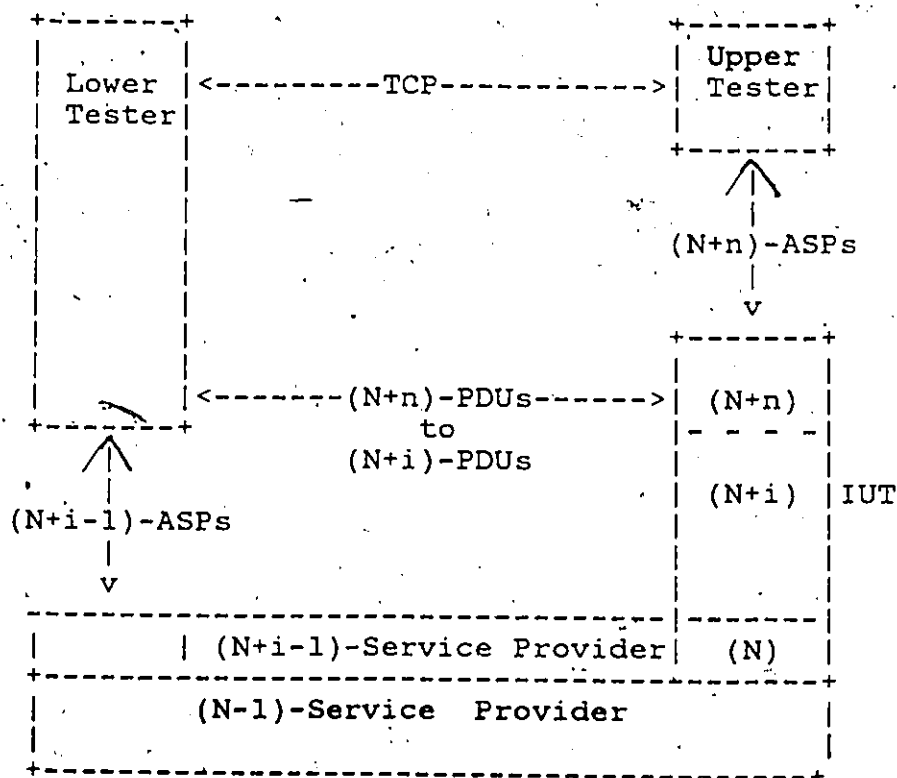 Lower
Tester
<---------TCP----------->
Upper
Tester
(N+n)-ASPs
v
<-------(N+n)-PDUs------>
to
(N+i)-PDUs
(N+n)
(N+i)
IUT
(N+i-1)-ASPs
v
(N+i-1)-Service Provider
(N)
(N-1)-Service Provider